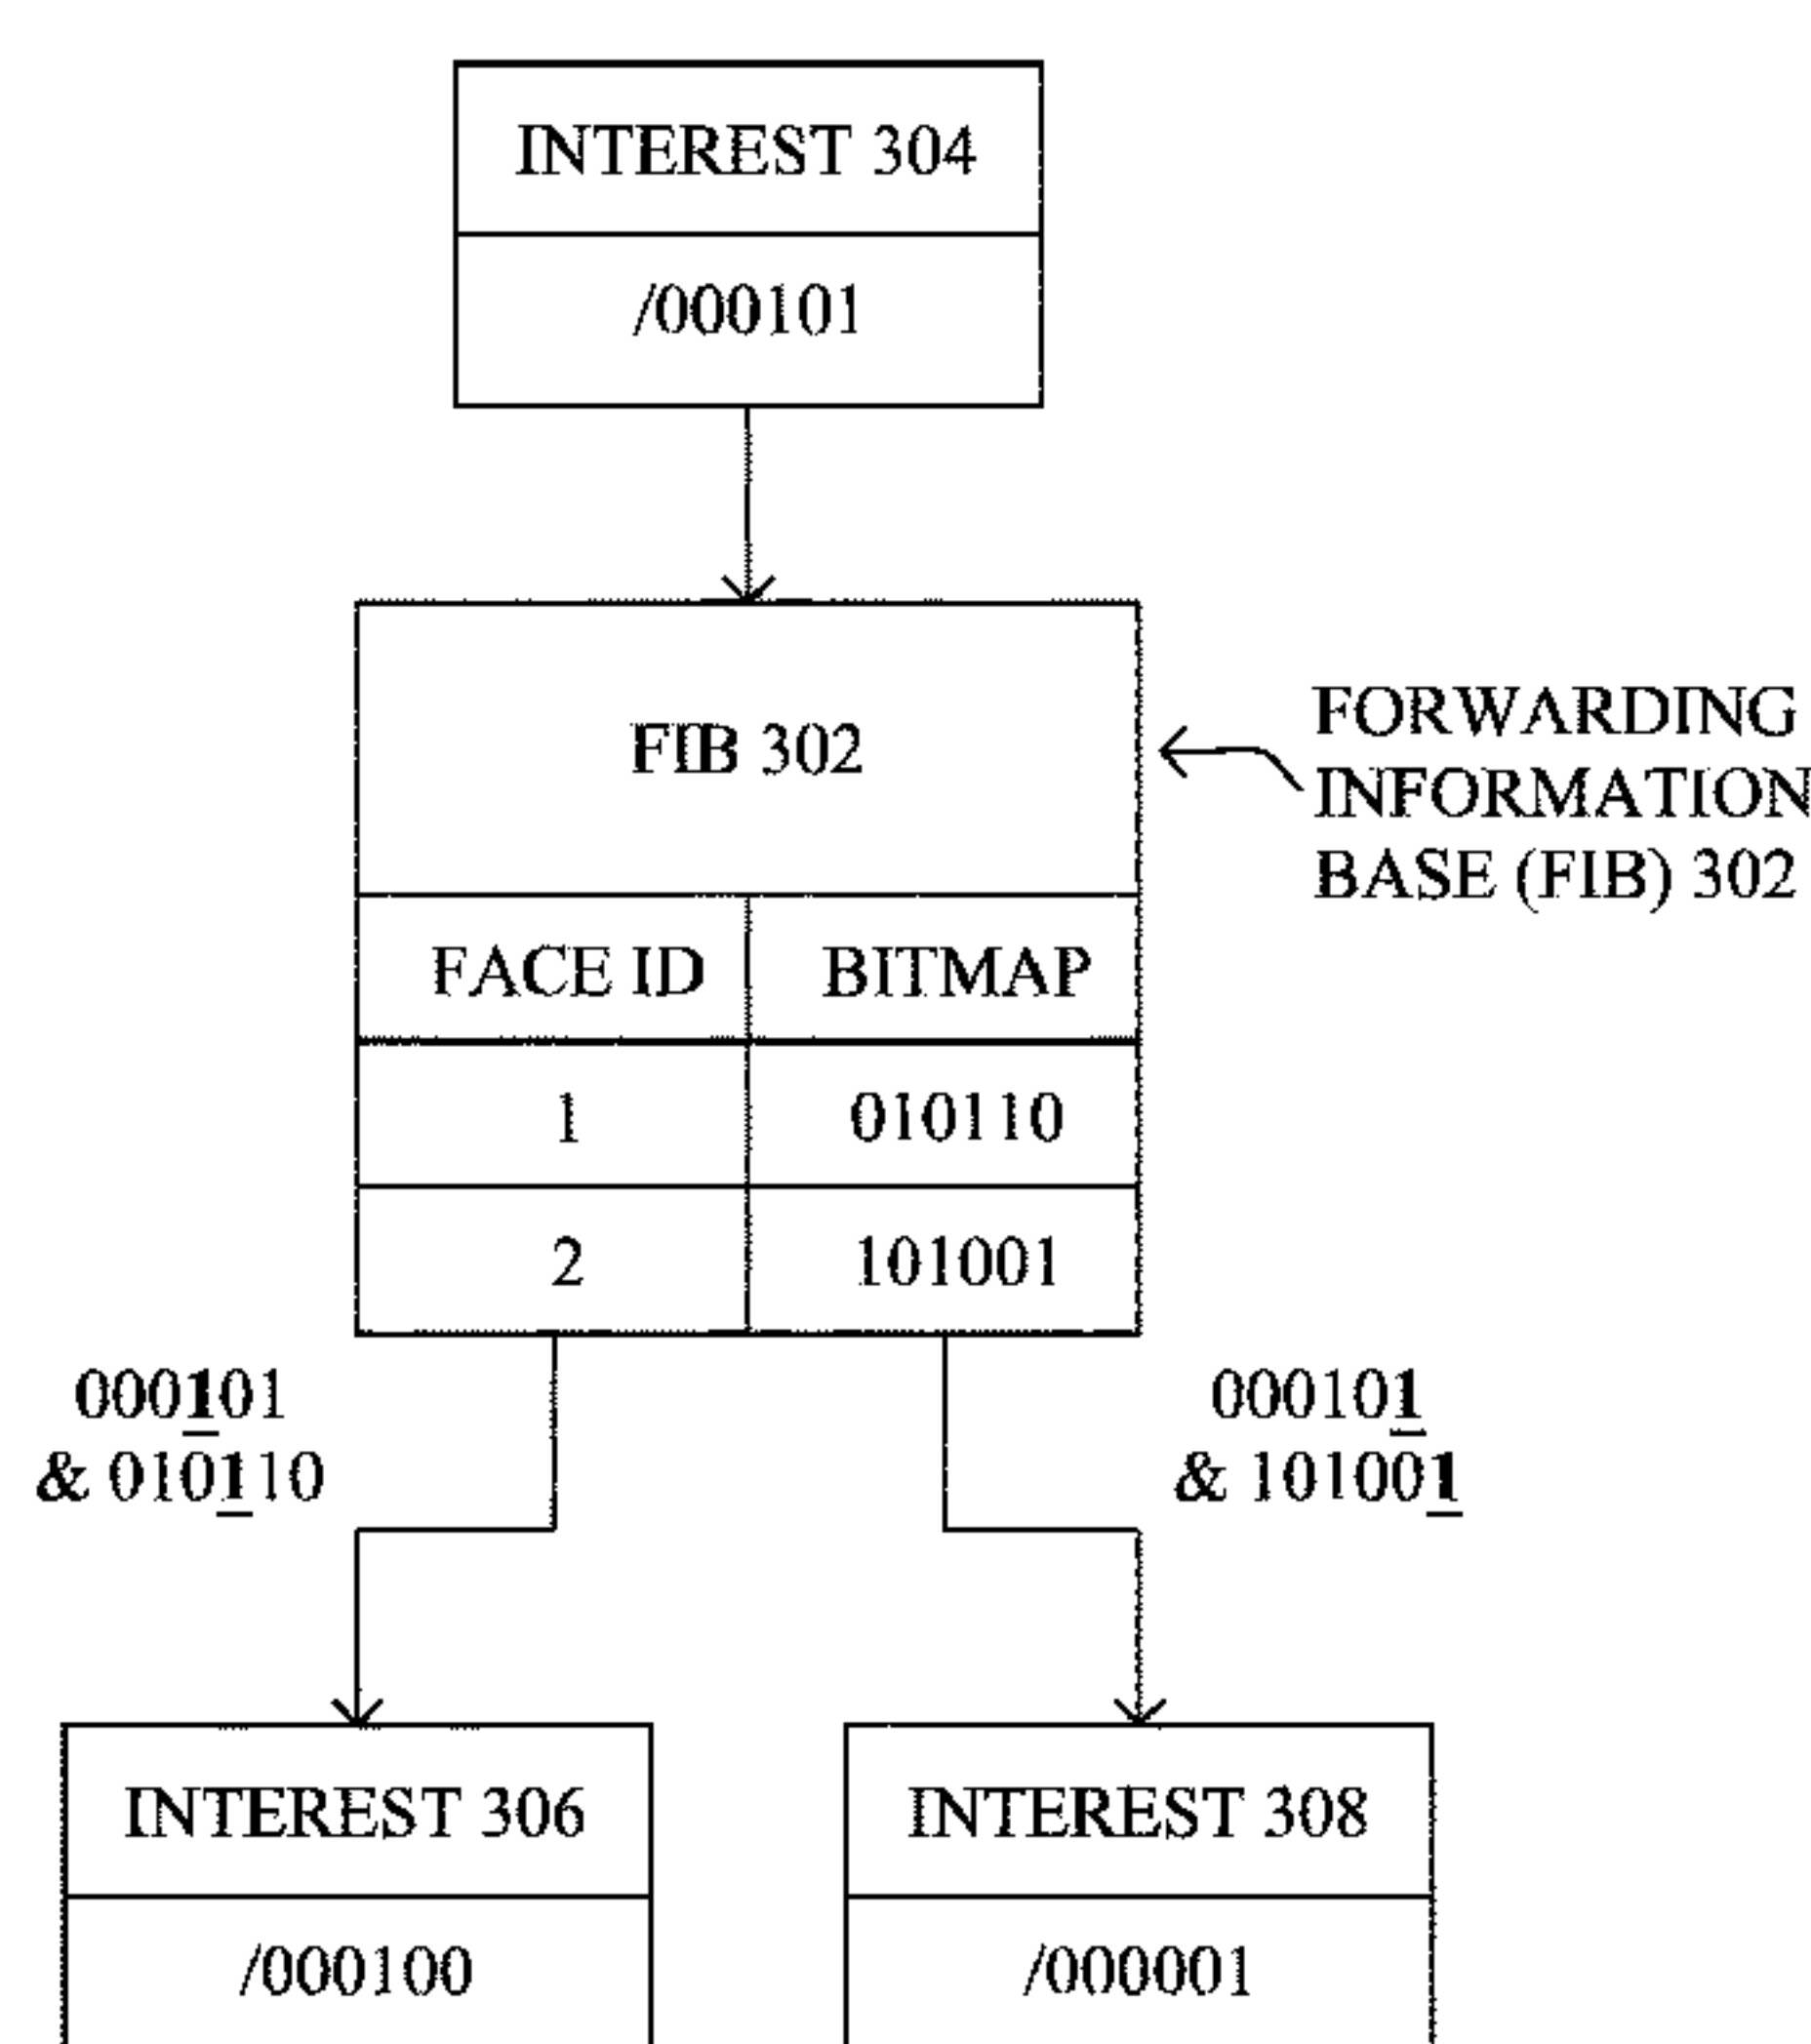 INTEREST 304
/000101
FIB 302
FORWARDING
INFORMATION
BASE (FIB) 302
FACE ID BITMAP
1 010110
2 101001
000101
& 010110
000101
& 101001
INTEREST 306
/000100
INTEREST 308
/000001